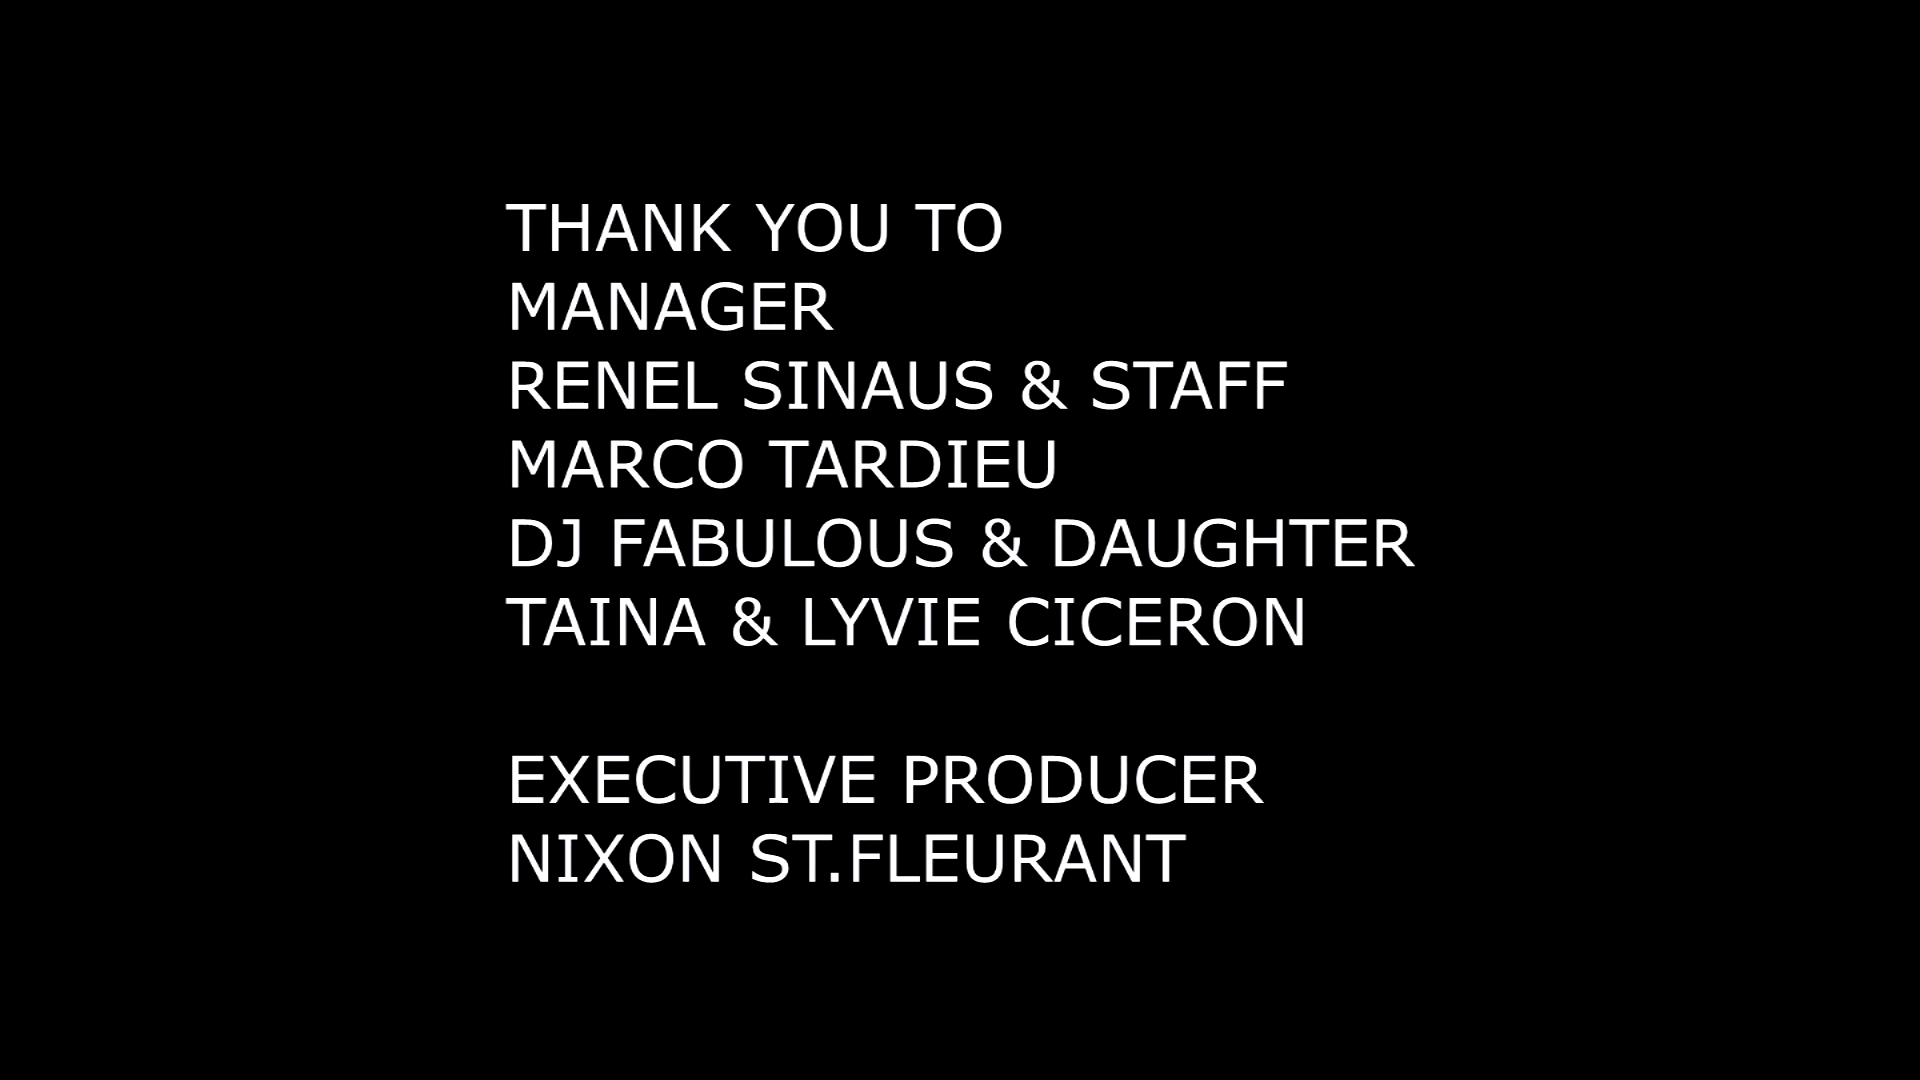 THANK YOU TO
MANAGER
RENEL SINAUS & STAFF
MARCO TARDIEU
DJ FABULOUS & DAUGHTER
TAINA & LYVIE CICERON
EXECUTIVE PRODUCER
NIXON ST.FLEURANT